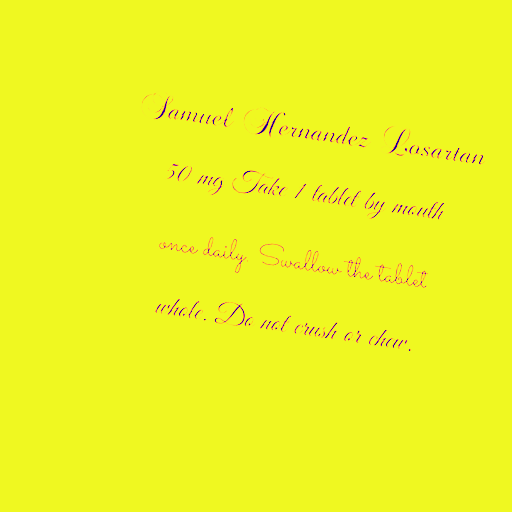 Samuel Hernandez Losartan
50 mg Take 1 tablet by mouth
once daily. Swallow the tablet
whole. Do not crush or chew.